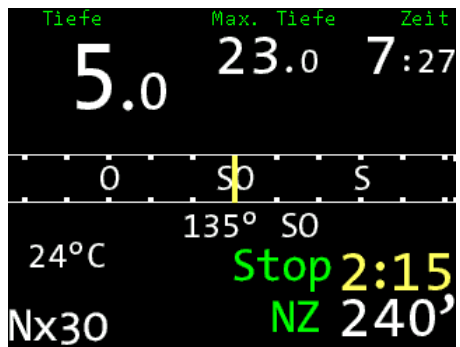 Tiefe Max. Tiefe Zeit
5.0 23.0 7:27
O SO S
135° SO
24°C
Stop 2:15
Nx30 NZ 240’